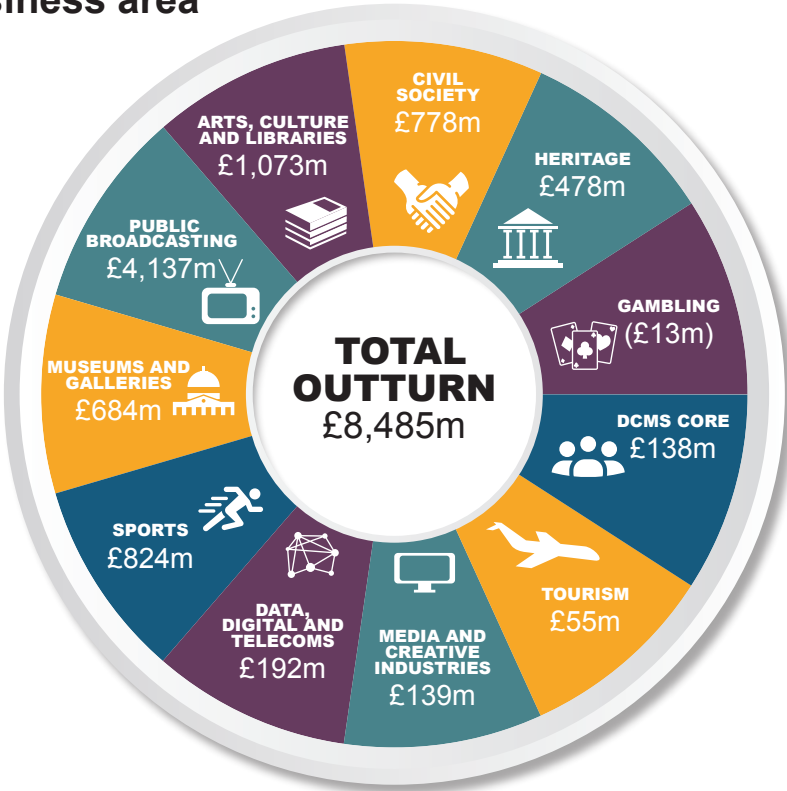 business area
CIVIL
SOCIETY
£778m
HERITAGE
£478m
GAMBLING
(£13m)
DCMS CORE
£138m
TOURISM
£55m
MEDIA AND
CREATIVE
INDUSTRIES
£139m
DATA,
DIGITAL AND
TELECOMS
£192m
SPORTS
£824m
MUSEUMS AND
GALLERIES
£684m
PUBLIC
BROADCASTING
£4,137m
ARTS, CULTURE
AND LIBRARIES
£1,073m
TOTAL
OUTTURN
£8,485m